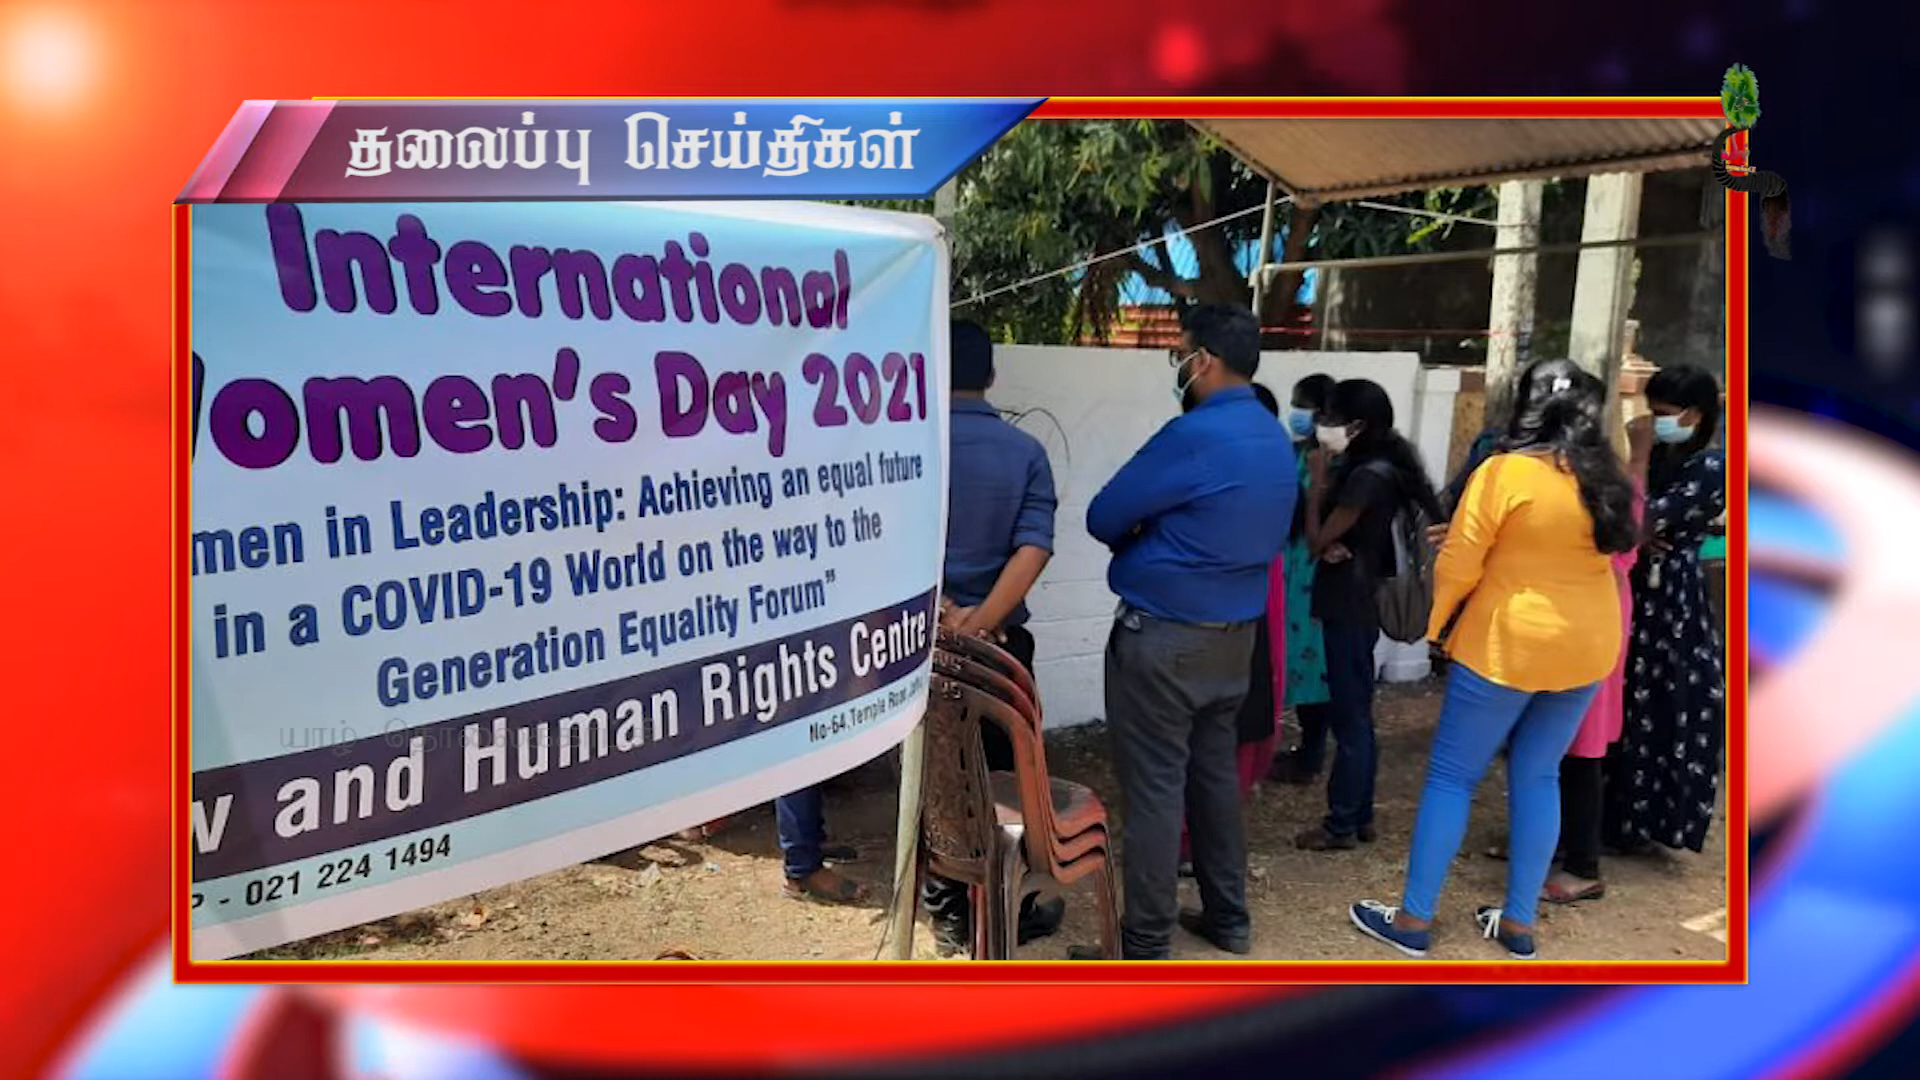 தலைப்பு செய்திகள்
International
omen's Day 2021
men in Leadership: Achieving an equal future
in a COVID-19 World on the way to the
Generation Equality Forum”
and Human Rights Centre
No-64, Temple Road,
- 021 224 1494
யாழ்